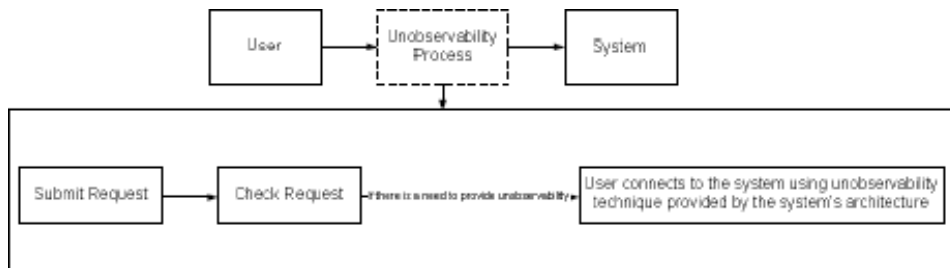 User
Unobservability
Process
System
Submit Request
Check Request
If there is a need to provide unobservability
User connects to the system using unobservability
technique provided by the system's architecture